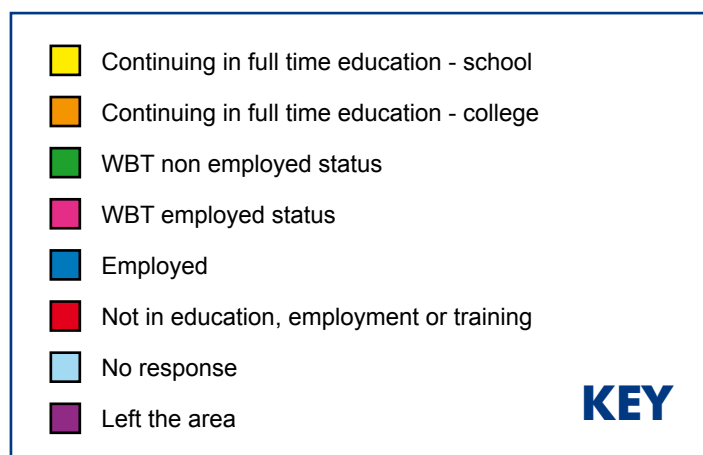 Continuing in full time education - school
Continuing in full time education - college
WBT non employed status
WBT employed status
Employed
Not in education, employment or training
No response
Left the area
KEY